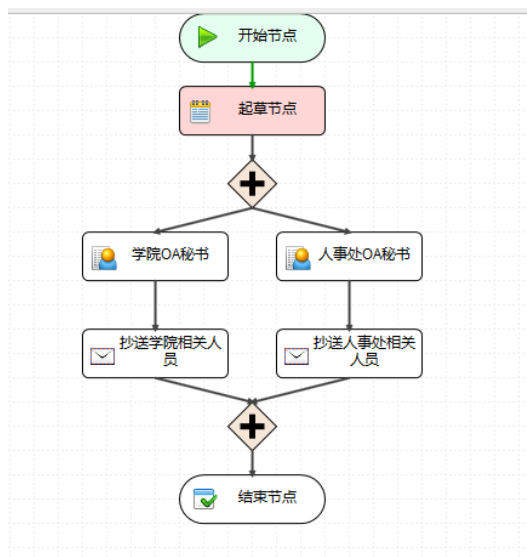 开始节点
起草节点
学院OA秘书
人事处OA秘书
抄送学院相关人
员
抄送人事处相关
人员
结束节点